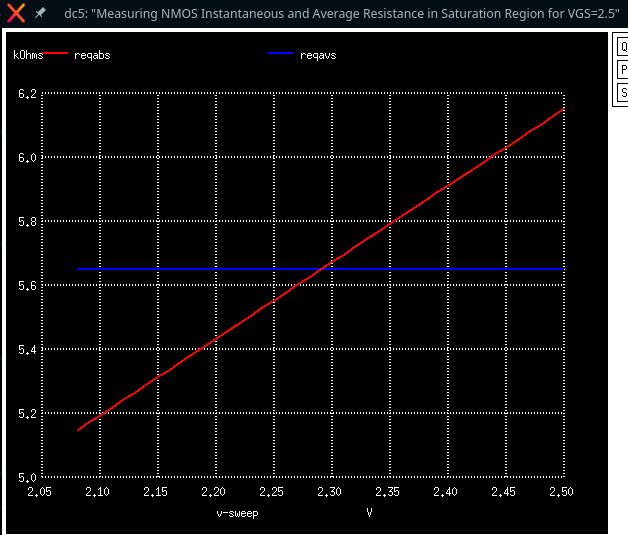 dc5: "Measuring NMOS Instantaneous and Average Resistance in Saturation Region for VGS=2.5"
kOhms reqabs reqavs
Q
P
S
6.2
6.0
5.8
5.6
5.4
5.2
5.0
2.05 2.10 2.15 2.20 2.25 2.30 2.35 2.40 2.45 2.50
v-sweep V